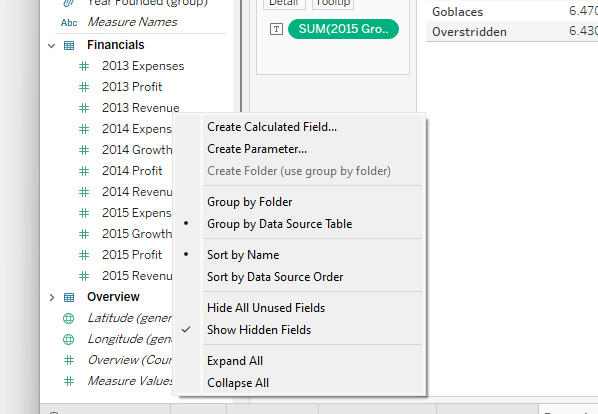 Year Founded (group)
Abc Measure Names
Financials
2013 Expenses
2013 Profit
2013 Revenue
2014 Expens
2014 Growth
2014 Profit
2014 Revenu
2015 Expens
2015 Growth
2015 Profit
2015 Revenu
Overview
Latitude (gener
Longitude (gen
Overview (Coun
Measure Values
Detail Tooltip
T SUM(2015 Gro..
Goblaces 6.470
Overstridden 6.430
Create Calculated Field...
Create Parameter...
Create Folder (use group by folder)
Group by Folder
Group by Data Source Table
Sort by Name
Sort by Data Source Order
Hide All Unused Fields
Show Hidden Fields
Expand All
Collapse All